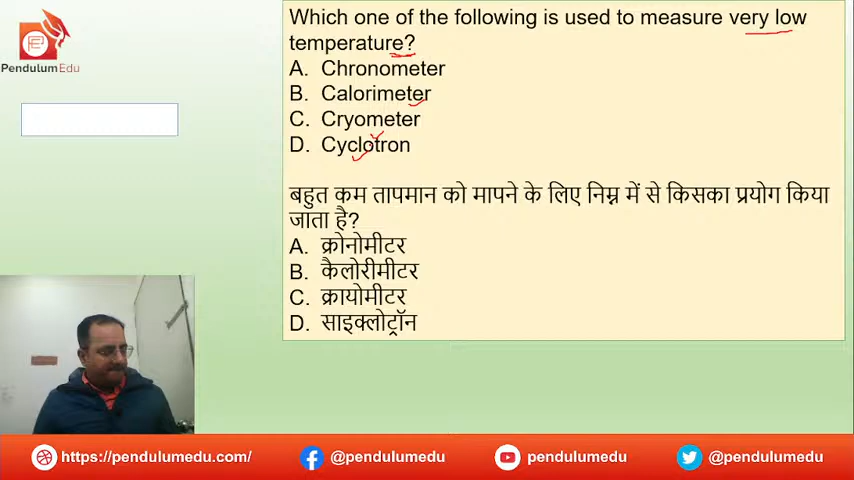 PendulumEdu
Which one of the following is used to measure very low
temperature?
A. Chronometer
B. Calorimeter
C. Cryometer
D. Cyclotron
बहुत कम तापमान को मापने के लिए निम्न में से किसका प्रयोग किया
जाता है?
A. क्रोनोमीटर
B. कैलोरीमीटर
C. क्रायोमीटर
D. साइक्लोट्रॉन
https://pendulumedu.com/ @pendulumedu pendulumedu @pendulumedu